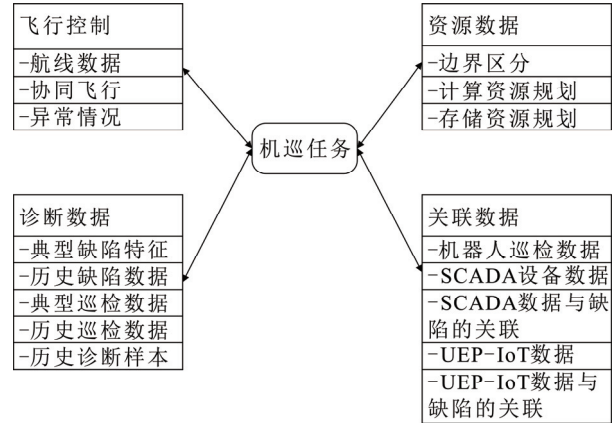 飞行控制
-航线数据
-协同飞行
-异常情况
资源数据
-边界区分
-计算资源规划
-存储资源规划
机巡任务
诊断数据
-典型缺陷特征
-历史缺陷数据
-典型巡检数据
-历史巡检数据
-历史诊断样本
关联数据
-机器人巡检数据
-SCADA设备数据
-SCADA数据与缺
陷的关联
-UEP-IoT数据
-UEP-IoT数据与
缺陷的关联